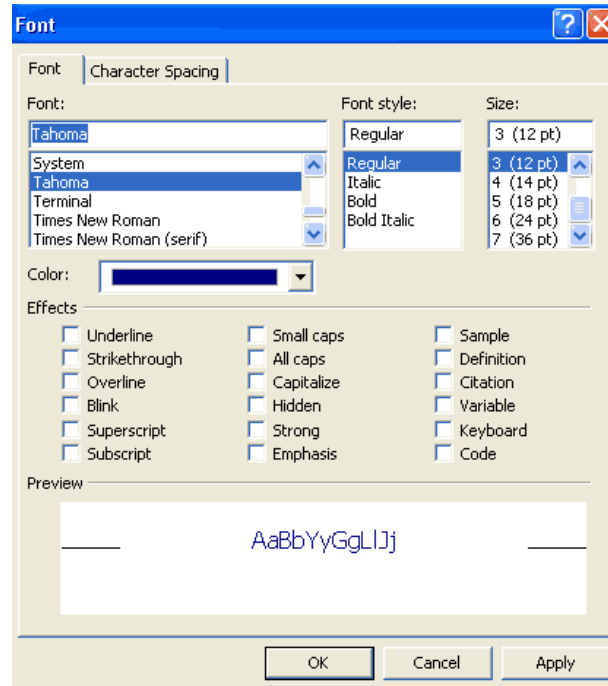 Font
Font Character Spacing
Font: Font style: Size:
Tahoma Regular 3 (12 pt)
System Regular 3 (12 pt)
Tahoma Italic 4 (14 pt)
Terminal Bold 5 (18 pt)
Times New Roman Bold Italic 6 (24 pt)
Times New Roman (serif) 7 (36 pt)
Color:
Effects
Underline Small caps Sample
Strikethrough All caps Definition
Overline Capitalize Citation
Blink Hidden Variable
Superscript Strong Keyboard
Subscript Emphasis Code
Preview
AaBbYyGgLlJj
OK Cancel Apply